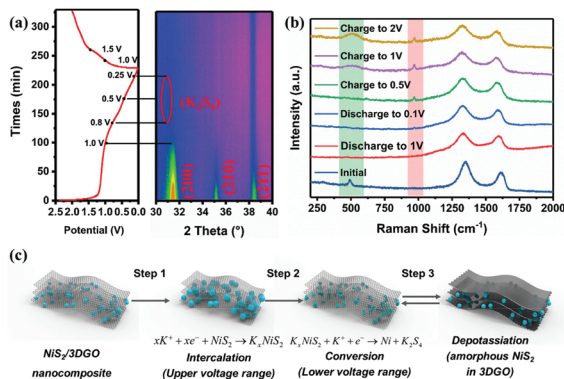 (a)
Times (min)
300
250
200
150
100
50
0
1.5 V
1.0 V
0.25 V
0.5 V
0.8 V
1.0 V
2.5 2.0 1.5 1.0 0.5 0.0
Potential (V)
(200)
(210)
(211)
30 32 34 36 38 40
2 Theta (°)
(b)
Intensity (a.u.)
Charge to 2V
Charge to 1V
Charge to 0.5V
Discharge to 0.1V
Discharge to 1V
Initial
250 500 750 1000 1250 1500 1750 2000
Raman Shift (cm⁻¹)
(c)
Step 1
Step 2
Step 3
NiS₂/3DGO
nanocomposite
xK⁺ + xe⁻ + NiS₂ → KₓNiS₂
Intercalation
(Upper voltage range)
KₓNiS₂ + K⁺ + e⁻ → Ni + K₂S₄
Conversion
(Lower voltage range)
Depotassiation
(amorphous NiS₂
in 3DGO)